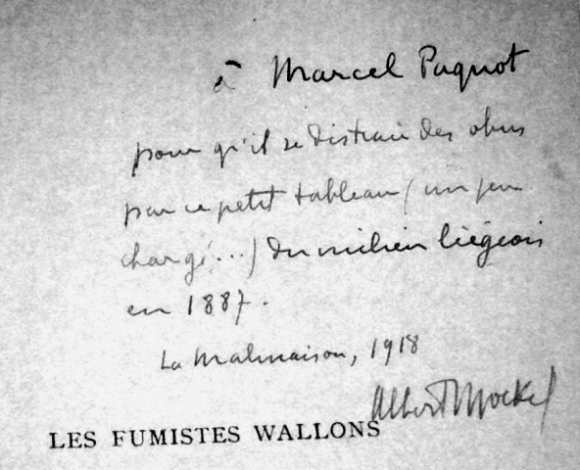 à Marcel Paquot
pour qu'il se distraie des obus
par ce petit tableau (un peu
chargé...) du milieu liégeois
en 1887.
La Malmaison, 1918
Albert Mockel
LES FUMISTES WALLONS